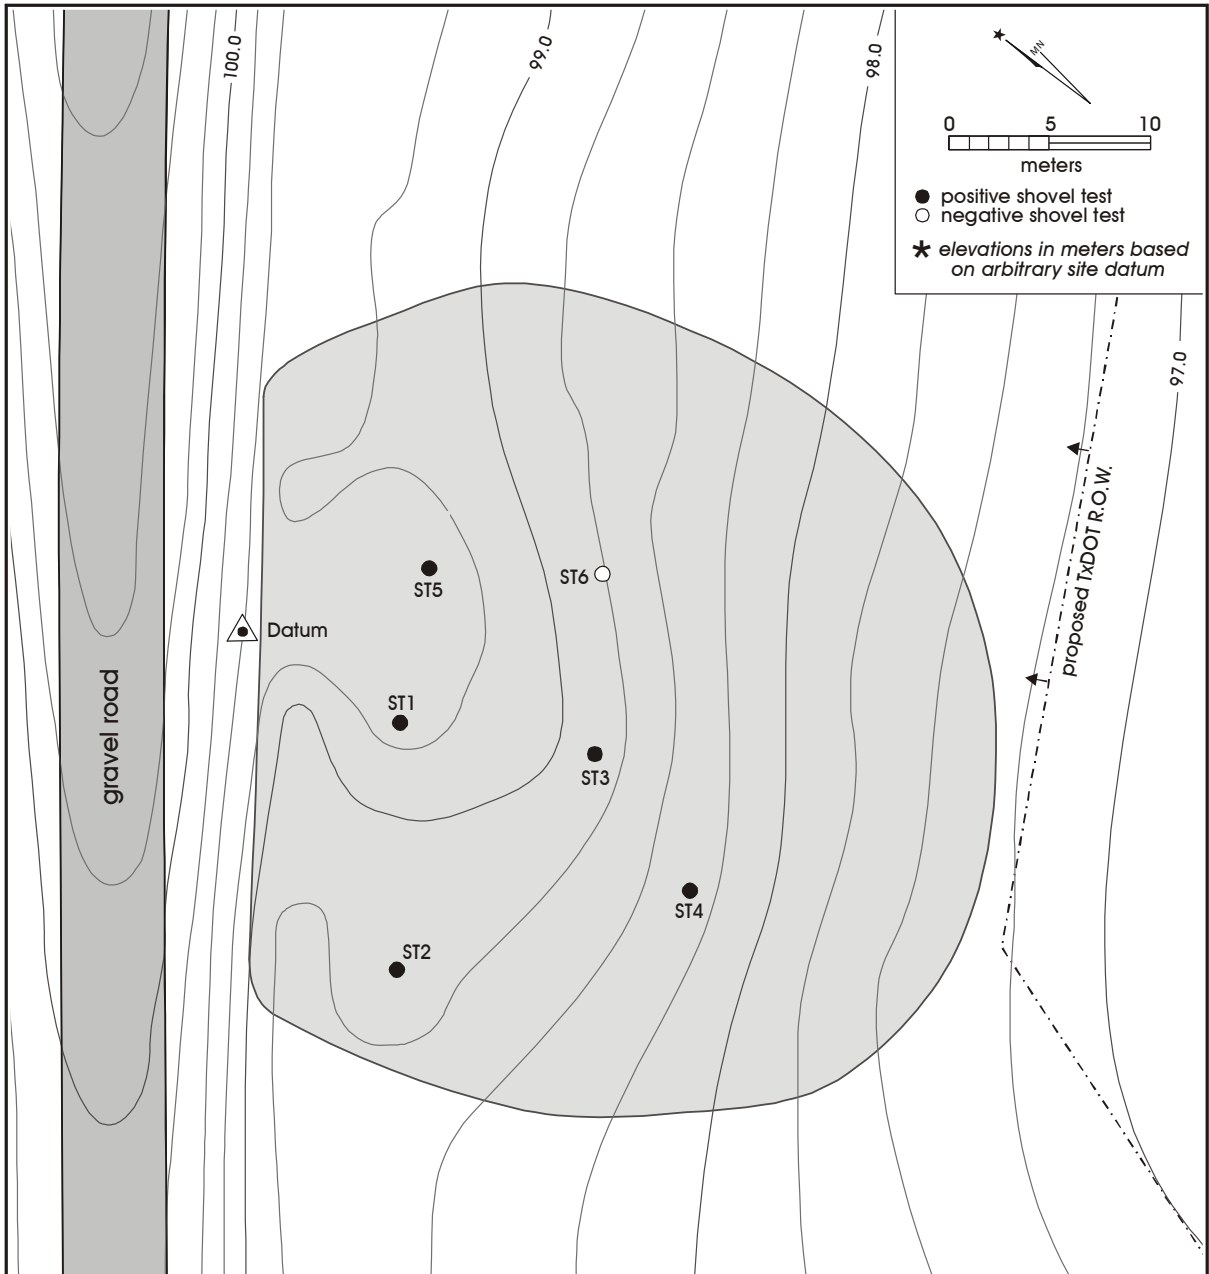 100.0
99.0
98.0
MN
0 5 10
meters
positive shovel test
negative shovel test
* elevations in meters based
on arbitrary site datum
97.0
proposed TxDOT R.O.W.
ST5
ST6
Datum
gravel road
ST1
ST3
ST4
ST2